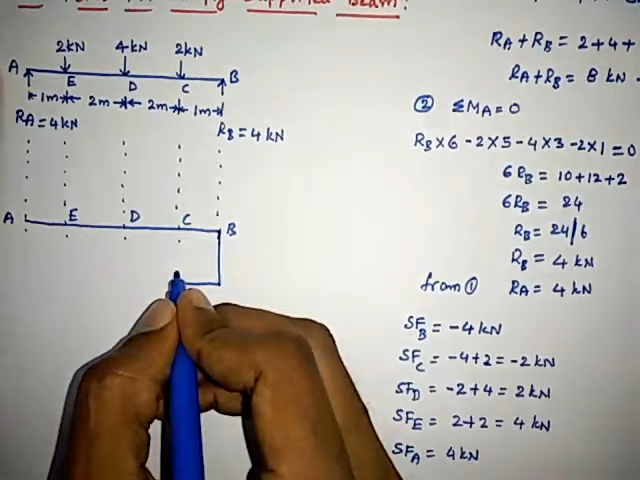 Supported Beam:
2kN 4kN 2kN
A E D C B
1m 2m 2m 1m
RA = 4kN
RB = 4 kN
A E D C B
RA + RB = 2+4+
RA + RB = 8 kN
② ΣMA = 0
RB×6 - 2×5 - 4×3 - 2×1 = 0
6RB = 10+12+2
6RB = 24
RB = 24/6
RB = 4 kN
from ① RA = 4 kN
SFB = -4 kN
SFC = -4+2 = -2 kN
SFD = -2+4 = 2 kN
SFE = 2+2 = 4 kN
SFA = 4 kN